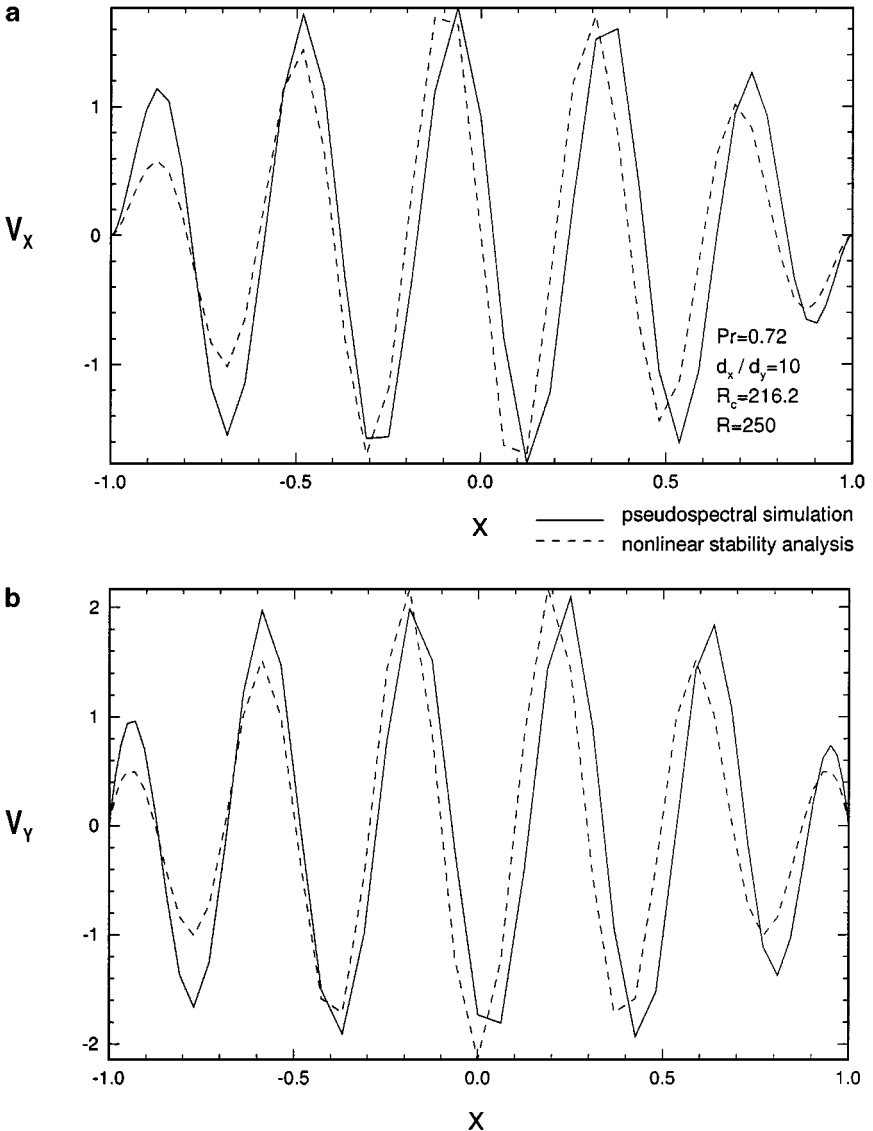 a
1
0
-1
V_X
Pr=0.72
d_x / d_y=10
R_c=216.2
R=250
-1.0 -0.5 0.0 0.5 1.0
X
pseudospectral simulation
nonlinear stability analysis
b
2
1
0
-1
-2
V_Y
-1.0 -0.5 0.0 0.5 1.0
X